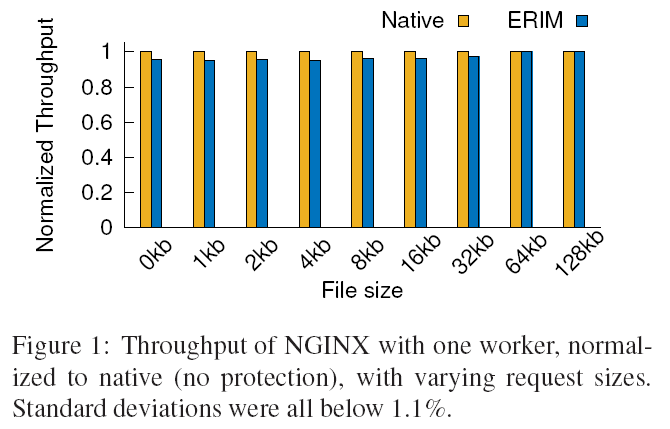 Native ERIM
Normalized Throughput
1
0.8
0.6
0.4
0.2
0
0kb 1kb 2kb 4kb 8kb 16kb 32kb 64kb 128kb
File size
Figure 1: Throughput of NGINX with one worker, normal-
ized to native (no protection), with varying request sizes.
Standard deviations were all below 1.1%.